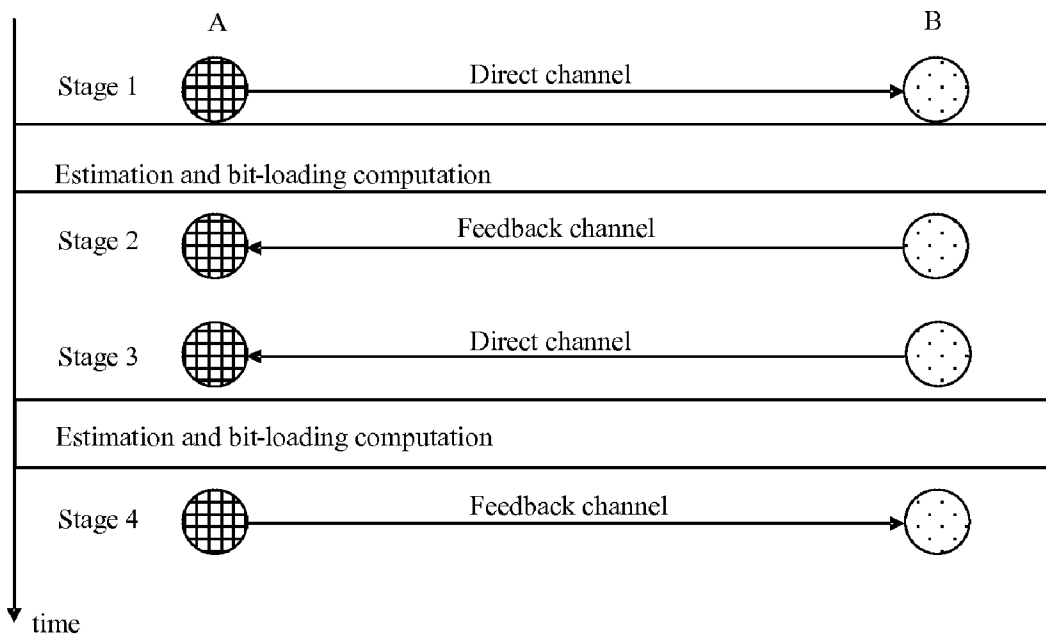 A
B
Stage 1
Direct channel
Estimation and bit-loading computation
Stage 2
Feedback channel
Stage 3
Direct channel
Estimation and bit-loading computation
Stage 4
Feedback channel
time